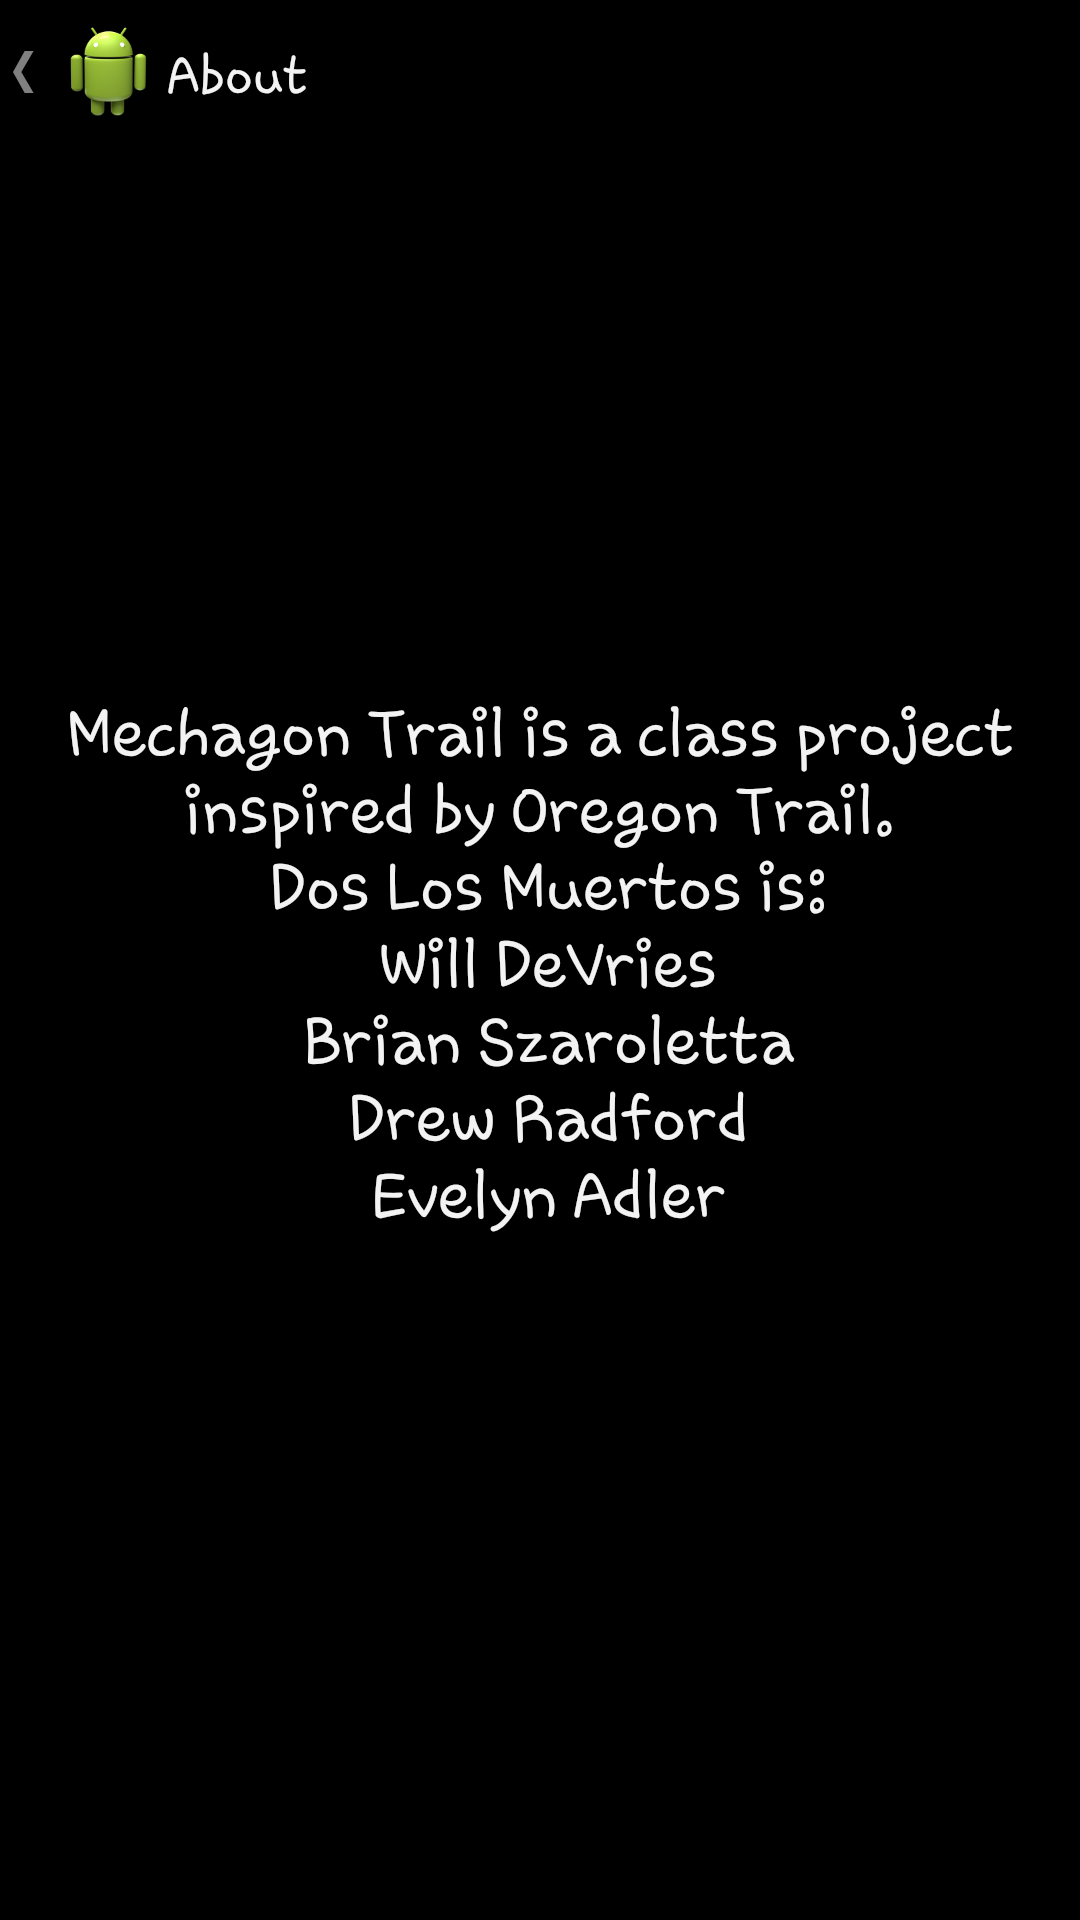 About
Mechagon Trail is a class project
inspired by Oregon Trail.
Dos Los Muertos is:
Will DeVries
Brian Szaroletta
Drew Radford
Evelyn Adler